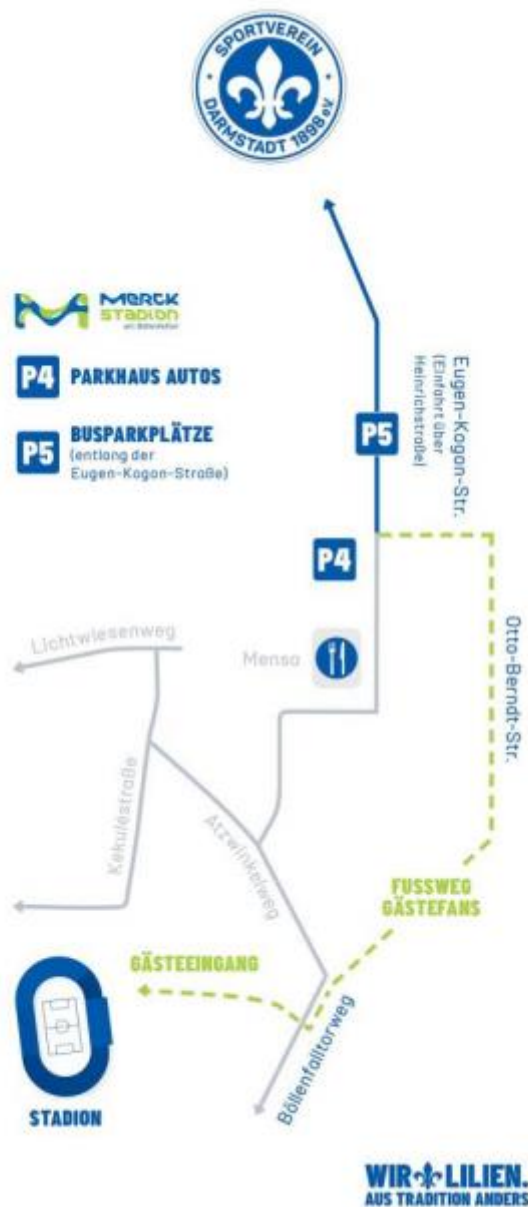 SPORTVEREIN
DARMSTADT 1898 e.V.
MERCK
STADION
am Böllenfalltor
P4 PARKHAUS AUTOS
P5 BUSPARKPLÄTZE
(entlang der
Eugen-Kogon-Straße)
P5
Eugen-Kogon-Str.
(Einfahrt über
Heinrichstraße)
P4
Lichtwiesenweg
Mensa
Otto-Berndt-Str.
Kekuléstraße
Atzwinkelweg
FUSSWEG
GÄSTEFANS
GÄSTEEINGANG
Böllenfalltorweg
STADION
WIR LILIEN.
AUS TRADITION ANDERS